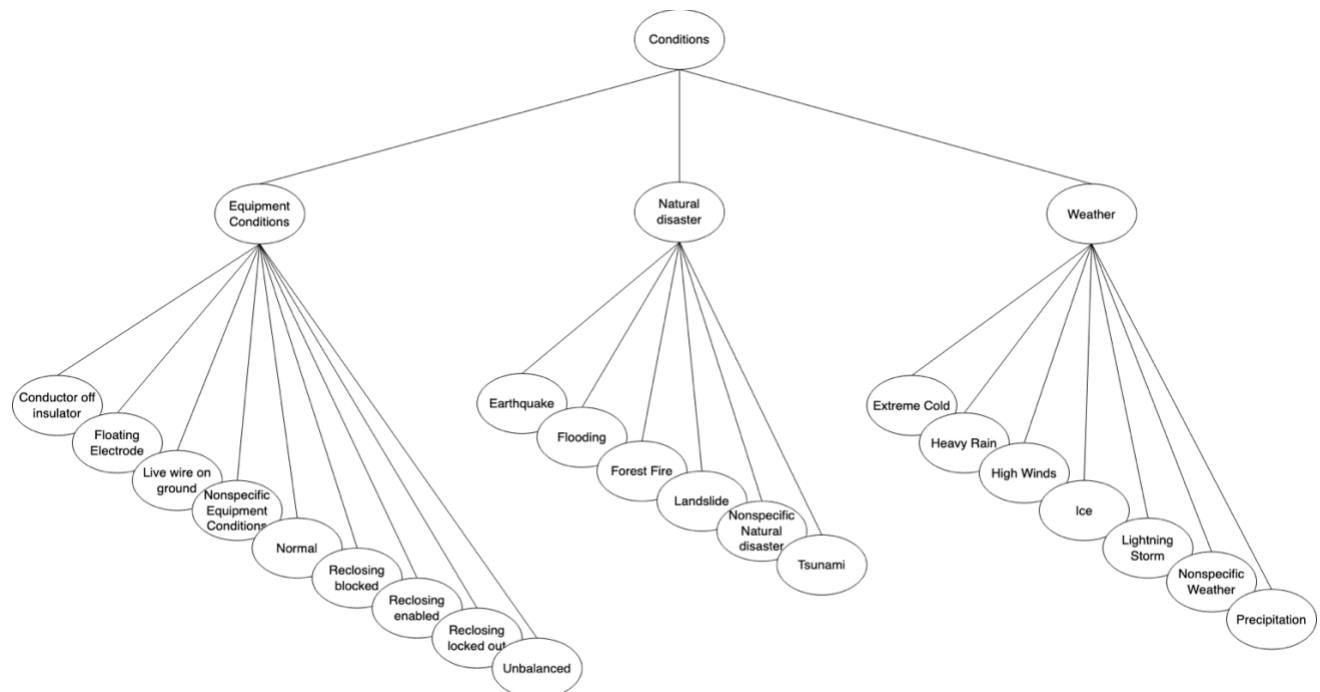 Conditions
Equipment
Conditions
Natural
disaster
Weather
Conductor off
insulator
Floating
Electrode
Live wire on
ground
Nonspecific
Equipment
Conditions
Normal
Reclosing
blocked
Reclosing
enabled
Reclosing
locked out
Unbalanced
Earthquake
Flooding
Forest Fire
Landslide
Nonspecific
Natural
disaster
Tsunami
Extreme Cold
Heavy Rain
High Winds
Ice
Lightning
Storm
Nonspecific
Weather
Precipitation